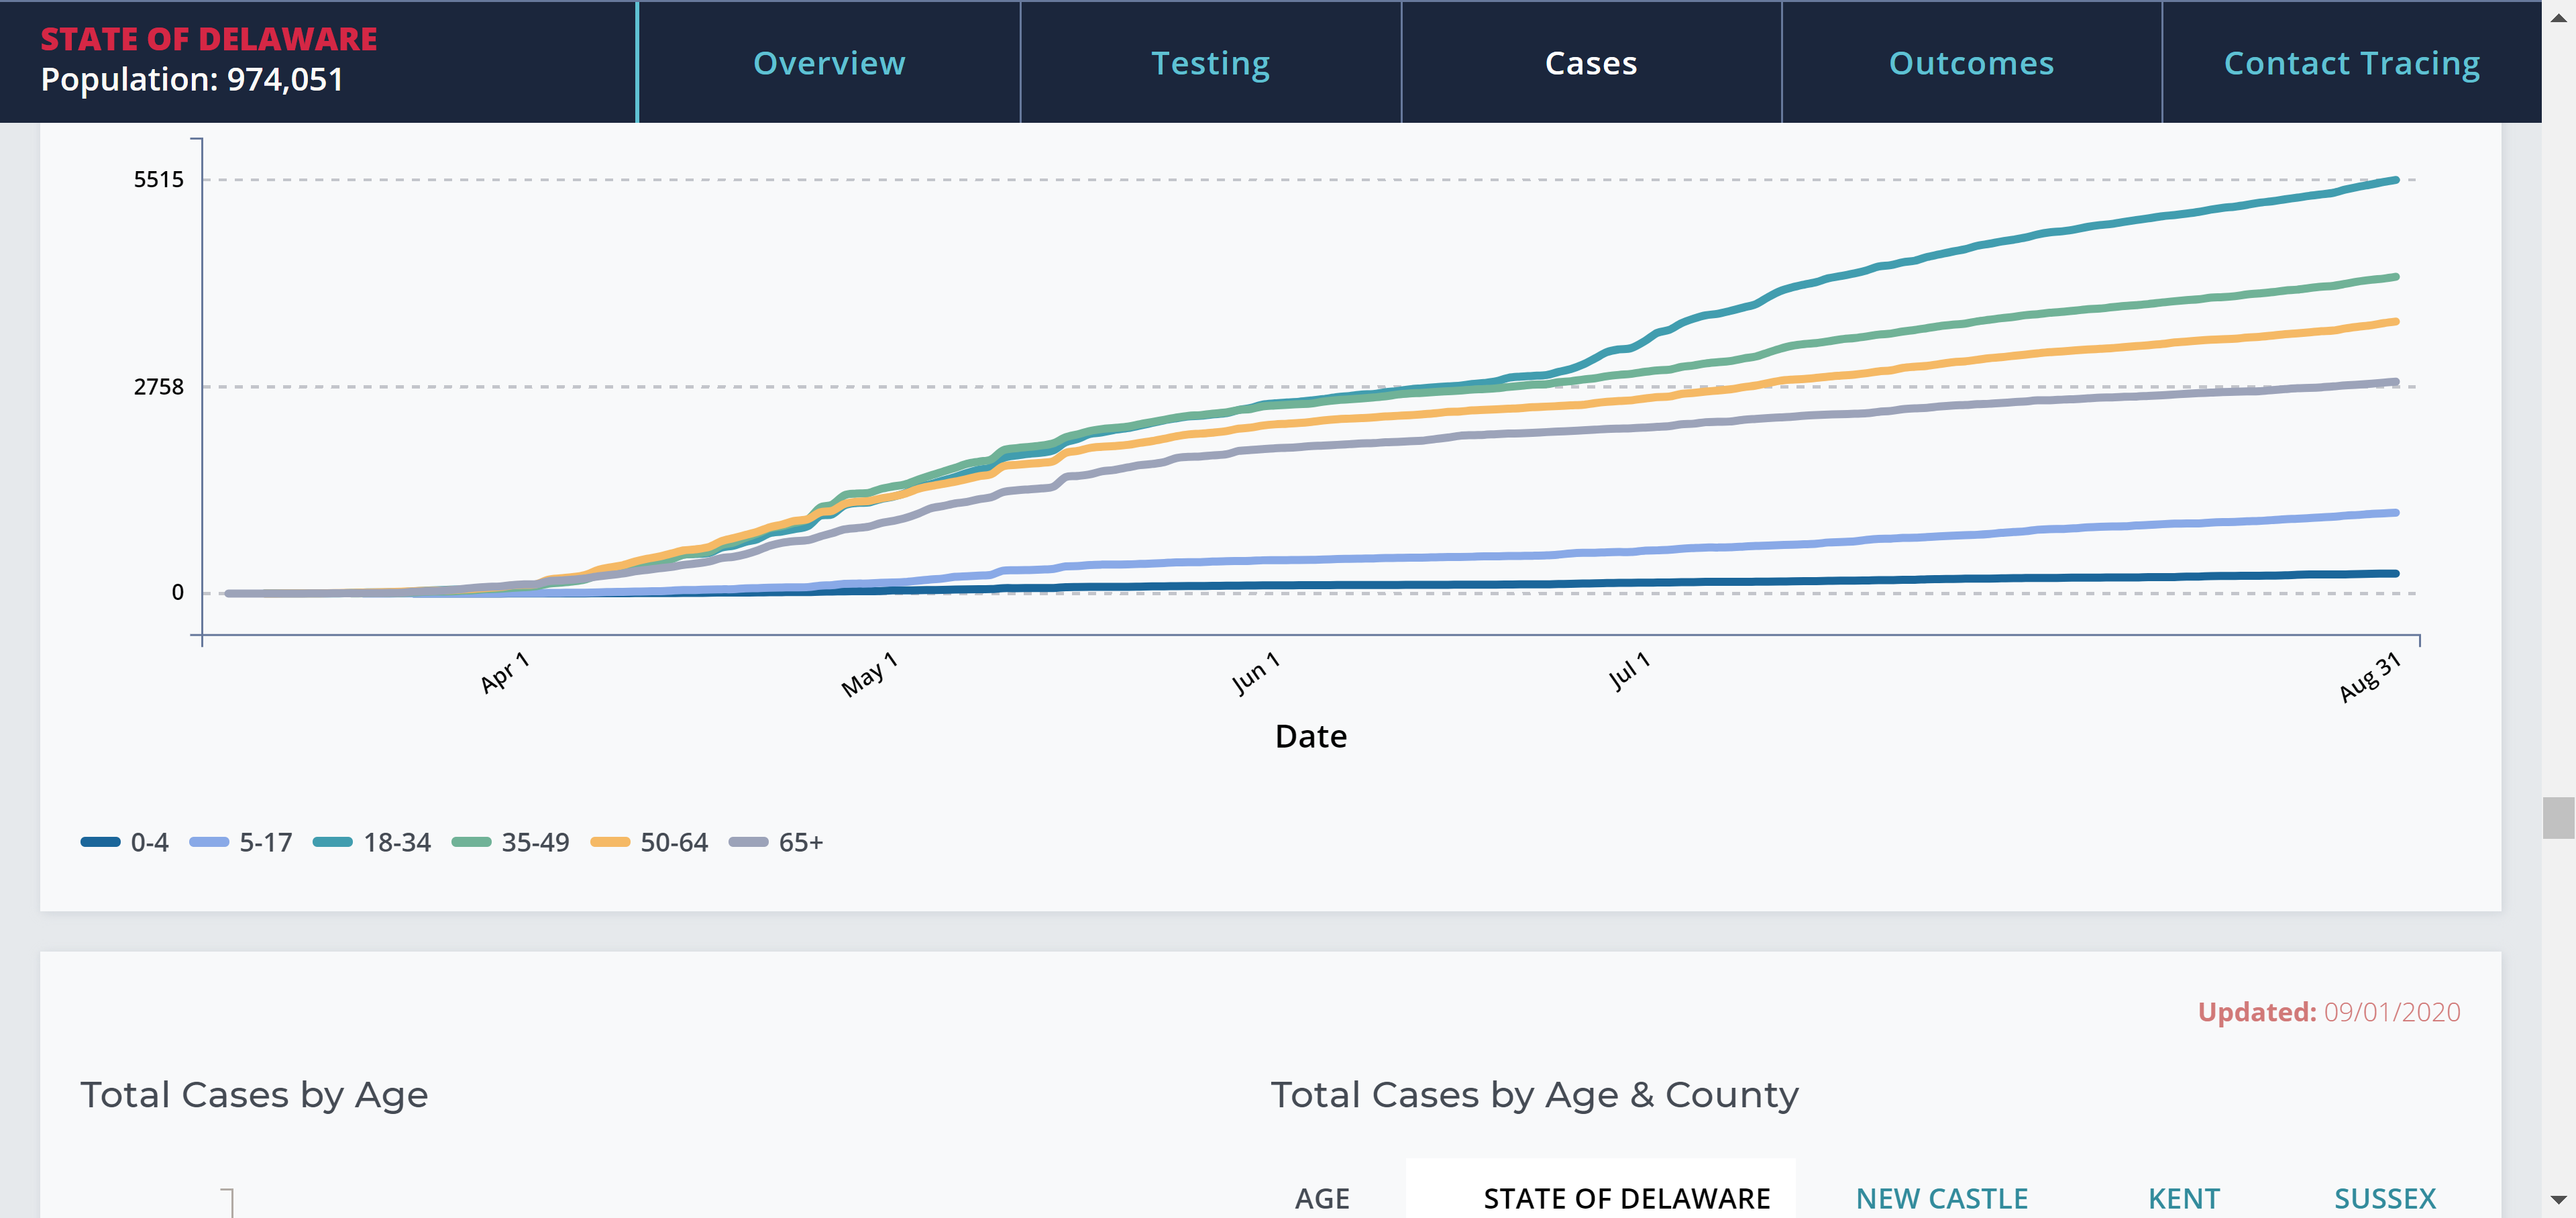 STATE OF DELAWARE
Population: 974,051
Overview
Testing
Cases
Outcomes
Contact Tracing
5515
2758
0
Apr 1
May 1
Jun 1
Jul 1
Aug 31
Date
0-4 5-17 18-34 35-49 50-64 65+
Updated: 09/01/2020
Total Cases by Age
Total Cases by Age & County
AGE STATE OF DELAWARE NEW CASTLE KENT SUSSEX